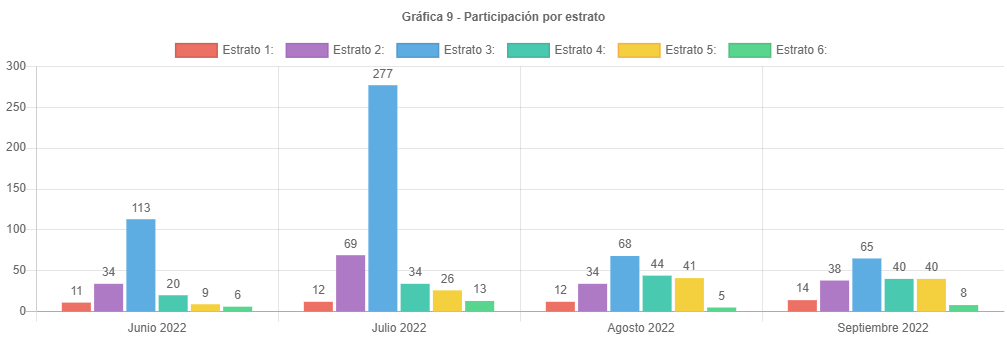 Gráfica 9 - Participación por estrato
Estrato 1: Estrato 2: Estrato 3: Estrato 4: Estrato 5: Estrato 6:
300
250
200
150
100
50
0
11 34 113 20 9 6
12 69 277 34 26 13
12 34 68 44 41 5
14 38 65 40 40 8
Junio 2022 Julio 2022 Agosto 2022 Septiembre 2022